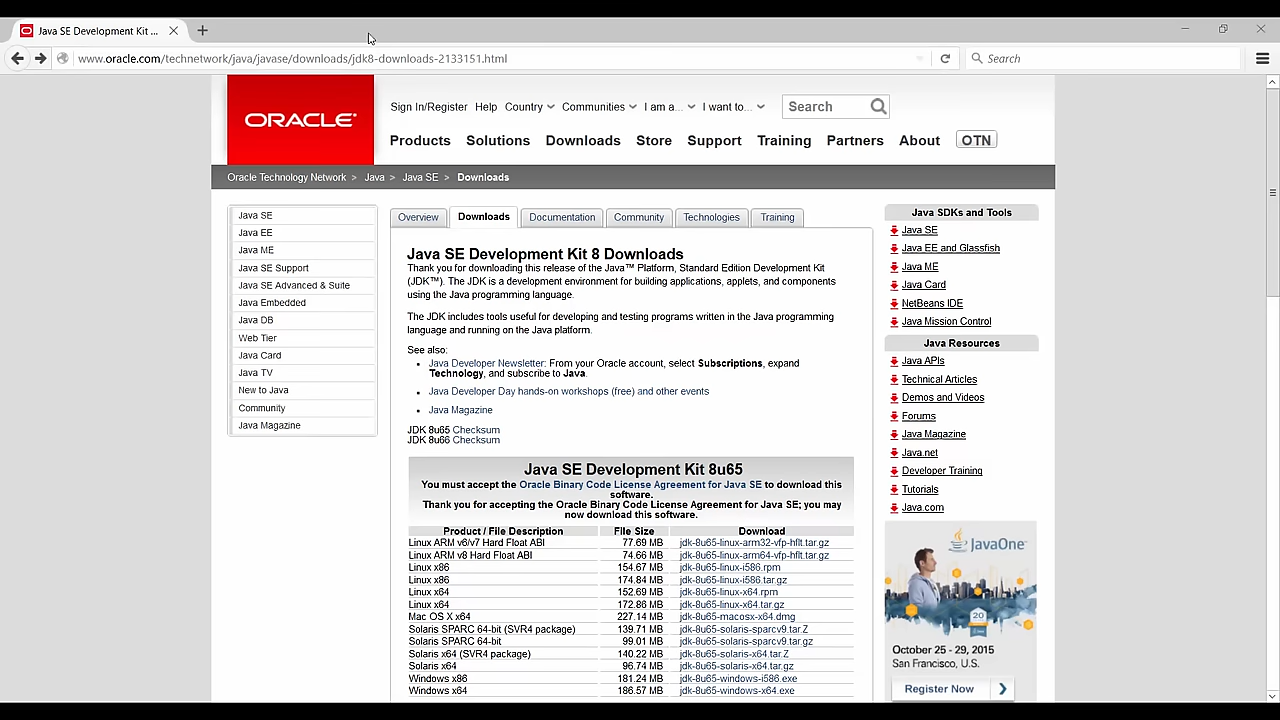 Java SE Development Kit ...
www.oracle.com/technetwork/java/javase/downloads/jdk8-downloads-2133151.html
Search
ORACLE
Sign In/Register Help Country Communities I am a... I want to... Search
Products Solutions Downloads Store Support Training Partners About OTN
Oracle Technology Network > Java > Java SE > Downloads
Java SE
Java EE
Java ME
Java SE Support
Java SE Advanced & Suite
Java Embedded
Java DB
Web Tier
Java Card
Java TV
New to Java
Community
Java Magazine
Overview Downloads Documentation Community Technologies Training
Java SE Development Kit 8 Downloads
Thank you for downloading this release of the Java™ Platform, Standard Edition Development Kit
(JDK™). The JDK is a development environment for building applications, applets, and components
using the Java programming language.
The JDK includes tools useful for developing and testing programs written in the Java programming
language and running on the Java platform.
See also:
Java Developer Newsletter: From your Oracle account, select Subscriptions, expand
Technology, and subscribe to Java.
Java Developer Day hands-on workshops (free) and other events
Java Magazine
JDK 8u65 Checksum
JDK 8u66 Checksum
Java SE Development Kit 8u65
You must accept the Oracle Binary Code License Agreement for Java SE to download this
software.
Thank you for accepting the Oracle Binary Code License Agreement for Java SE; you may
now download this software.
Product / File Description File Size Download
Linux ARM v6/v7 Hard Float ABI 77.69 MB jdk-8u65-linux-arm32-vfp-hflt.tar.gz
Linux ARM v8 Hard Float ABI 74.66 MB jdk-8u65-linux-arm64-vfp-hflt.tar.gz
Linux x86 154.67 MB jdk-8u65-linux-i586.rpm
Linux x86 174.84 MB jdk-8u65-linux-i586.tar.gz
Linux x64 152.69 MB jdk-8u65-linux-x64.rpm
Linux x64 172.86 MB jdk-8u65-linux-x64.tar.gz
Mac OS X x64 227.14 MB jdk-8u65-macosx-x64.dmg
Solaris SPARC 64-bit (SVR4 package) 139.71 MB jdk-8u65-solaris-sparcv9.tar.Z
Solaris SPARC 64-bit 99.01 MB jdk-8u65-solaris-sparcv9.tar.gz
Solaris x64 (SVR4 package) 140.22 MB jdk-8u65-solaris-x64.tar.Z
Solaris x64 96.74 MB jdk-8u65-solaris-x64.tar.gz
Windows x86 181.24 MB jdk-8u65-windows-i586.exe
Windows x64 186.57 MB jdk-8u65-windows-x64.exe
Java SDKs and Tools
Java SE
Java EE and Glassfish
Java ME
Java Card
NetBeans IDE
Java Mission Control
Java Resources
Java APIs
Technical Articles
Demos and Videos
Forums
Java Magazine
Java.net
Developer Training
Tutorials
Java.com
JavaOne
20
October 25 - 29, 2015
San Francisco, U.S.
Register Now